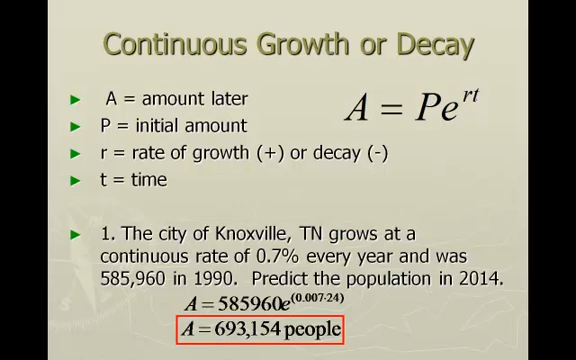 Continuous Growth or Decay
A = amount later
P = initial amount
r = rate of growth (+) or decay (-)
t = time
A = Pe^{rt}
1. The city of Knoxville, TN grows at a
continuous rate of 0.7% every year and was
585,960 in 1990. Predict the population in 2014.
A = 585960e^{(0.007·24)}
A = 693,154 people